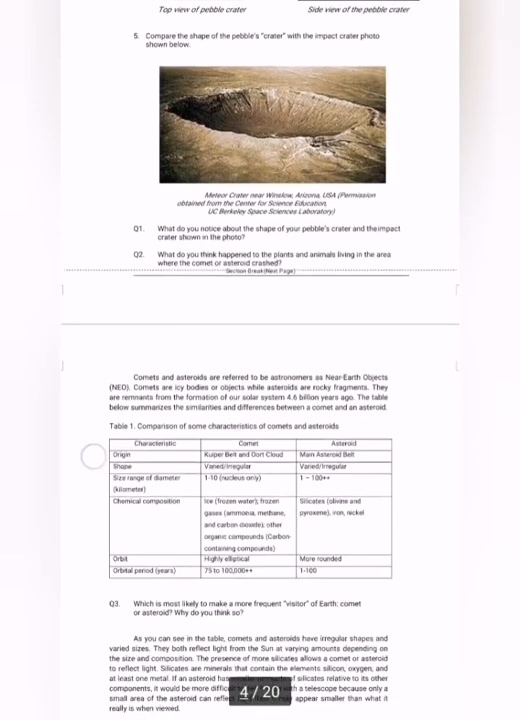 Top view of pebble crater
Side view of the pebble crater
5. Compare the shape of the pebble's "crater" with the impact crater photo
shown below.
Meteor Crater near Winslow, Arizona, USA (Permission
obtained from the Center for Science Education,
UC Berkeley Space Sciences Laboratory)
Q1. What do you notice about the shape of your pebble's crater and theimpact
crater shown in the photo?
Q2. What do you think happened to the plants and animals living in the area
where the comet or asteroid crashed?
Section Break (Next Page)
Comets and asteroids are referred to be astronomers as Near-Earth Objects
(NEO). Comets are icy bodies or objects while asteroids are rocky fragments. They
are remnants from the formation of our solar system 4.6 billion years ago. The table
below summarizes the similarities and differences between a comet and an asteroid.
Table 1. Comparison of some characteristics of comets and asteroids
Characteristic Comet Asteroid
Origin Kuiper Belt and Oort Cloud Main Asteroid Belt
Shape Varied/Irregular Varied/Irregular
Size range of diameter 1-10 (nucleus only) 1 - 100++
(kilometer)
Chemical composition Ice (frozen water); frozen Silicates (olivine and
gases (ammonia, methane, pyroxene), iron, nickel
and carbon dioxide); other
organic compounds (Carbon-
containing compounds)
Orbit Highly elliptical More rounded
Orbital period (years) 75 to 100,000++ 1-100
Q3. Which is most likely to make a more frequent "visitor" of Earth: comet
or asteroid? Why do you think so?
As you can see in the table, comets and asteroids have irregular shapes and
varied sizes. They both reflect light from the Sun at varying amounts depending on
the size and composition. The presence of more silicates allows a comet or asteroid
to reflect light. Silicates are minerals that contain the elements silicon, oxygen, and
at least one metal. If an asteroid has of silicates relative to its other
components, it would be more a telescope because only a
small area of the asteroid can appear smaller than what it
really is when viewed.
4 / 20